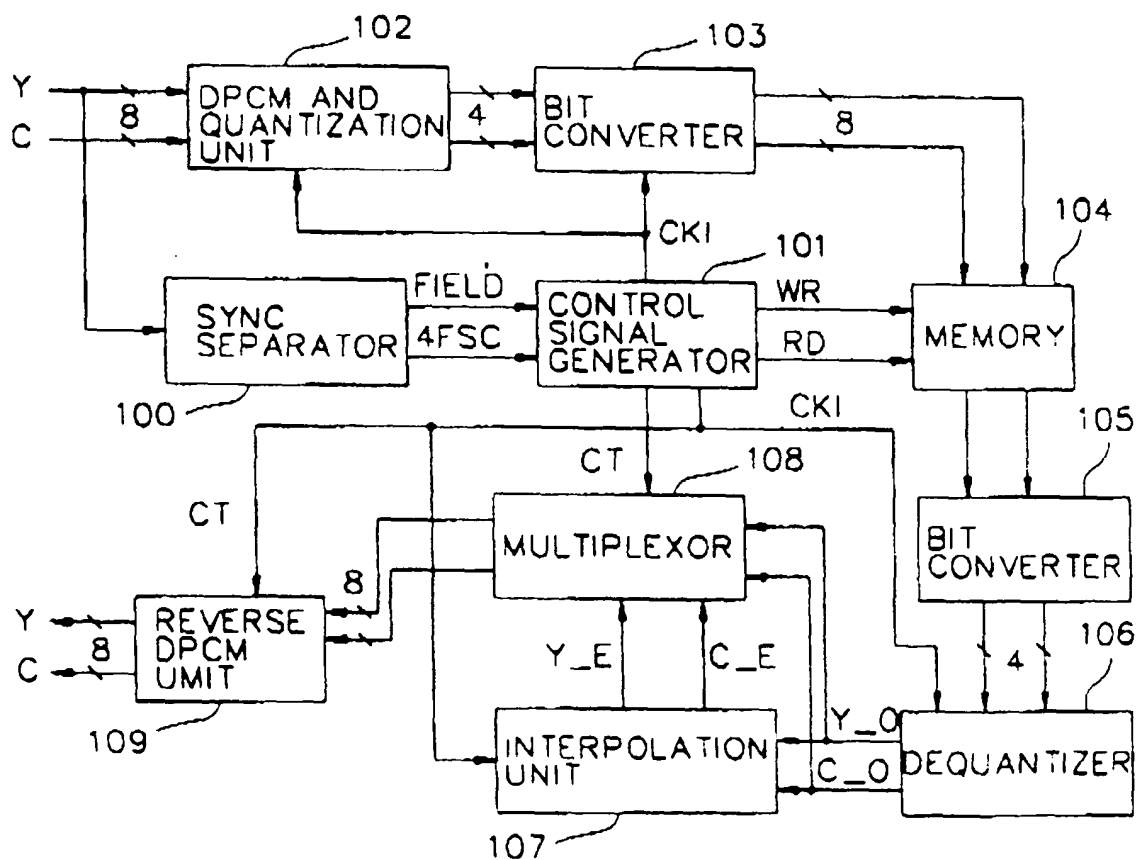 102
103
Y
8
DPCM AND
QUANTIZATION
UNIT
4
BIT
CONVERTER
8
C
8
CKI
104
101
FIELD
4FSC
SYNC
SEPARATOR
CONTROL
SIGNAL
GENERATOR
WR
RD
MEMORY
100
CKI
105
CT
108
CT
MULTIPLEXOR
BIT
CONVERTER
8
Y
8
C
REVERSE
DPCM
UMIT
Y_E
C_E
4
106
109
INTERPOLATION
UNIT
Y_O
C_O
DEQUANTIZER
107